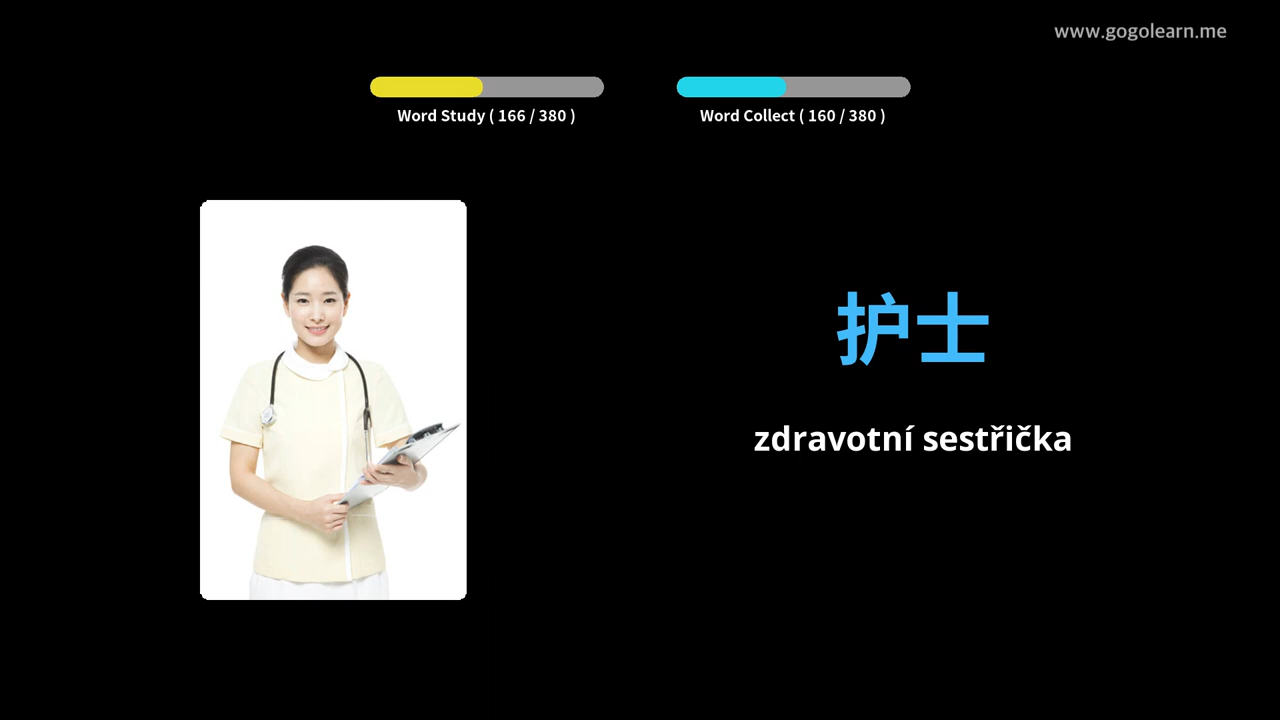 www.gogolearn.me
Word Study ( 166 / 380 )
Word Collect ( 160 / 380 )
护士
zdravotní sestřička